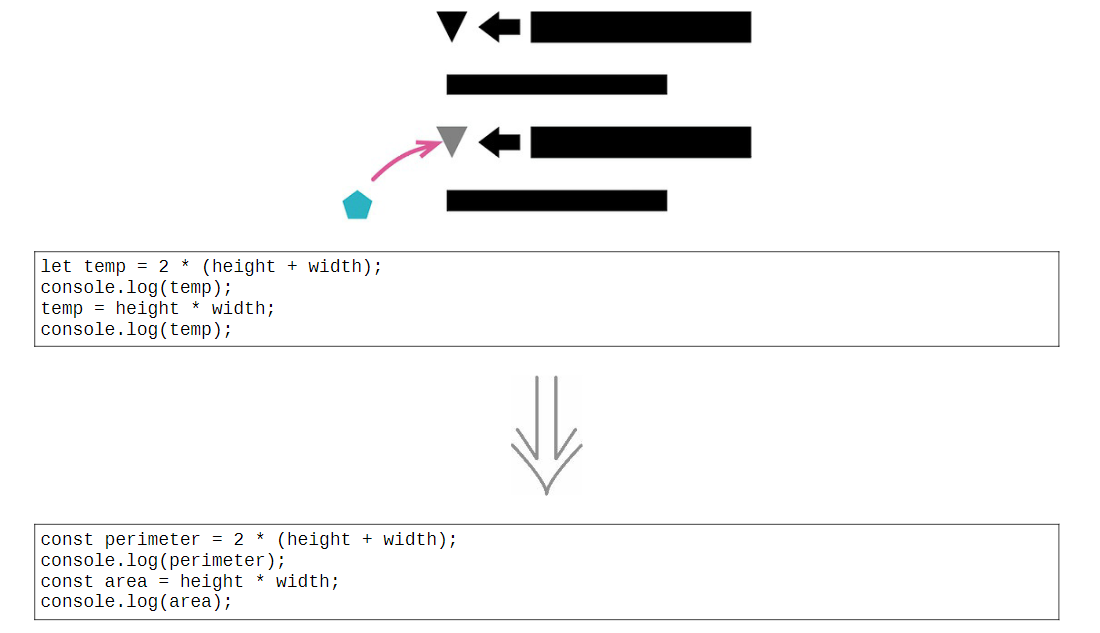 let temp = 2 * (height + width);
console.log(temp);
temp = height * width;
console.log(temp);
const perimeter = 2 * (height + width);
console.log(perimeter);
const area = height * width;
console.log(area);